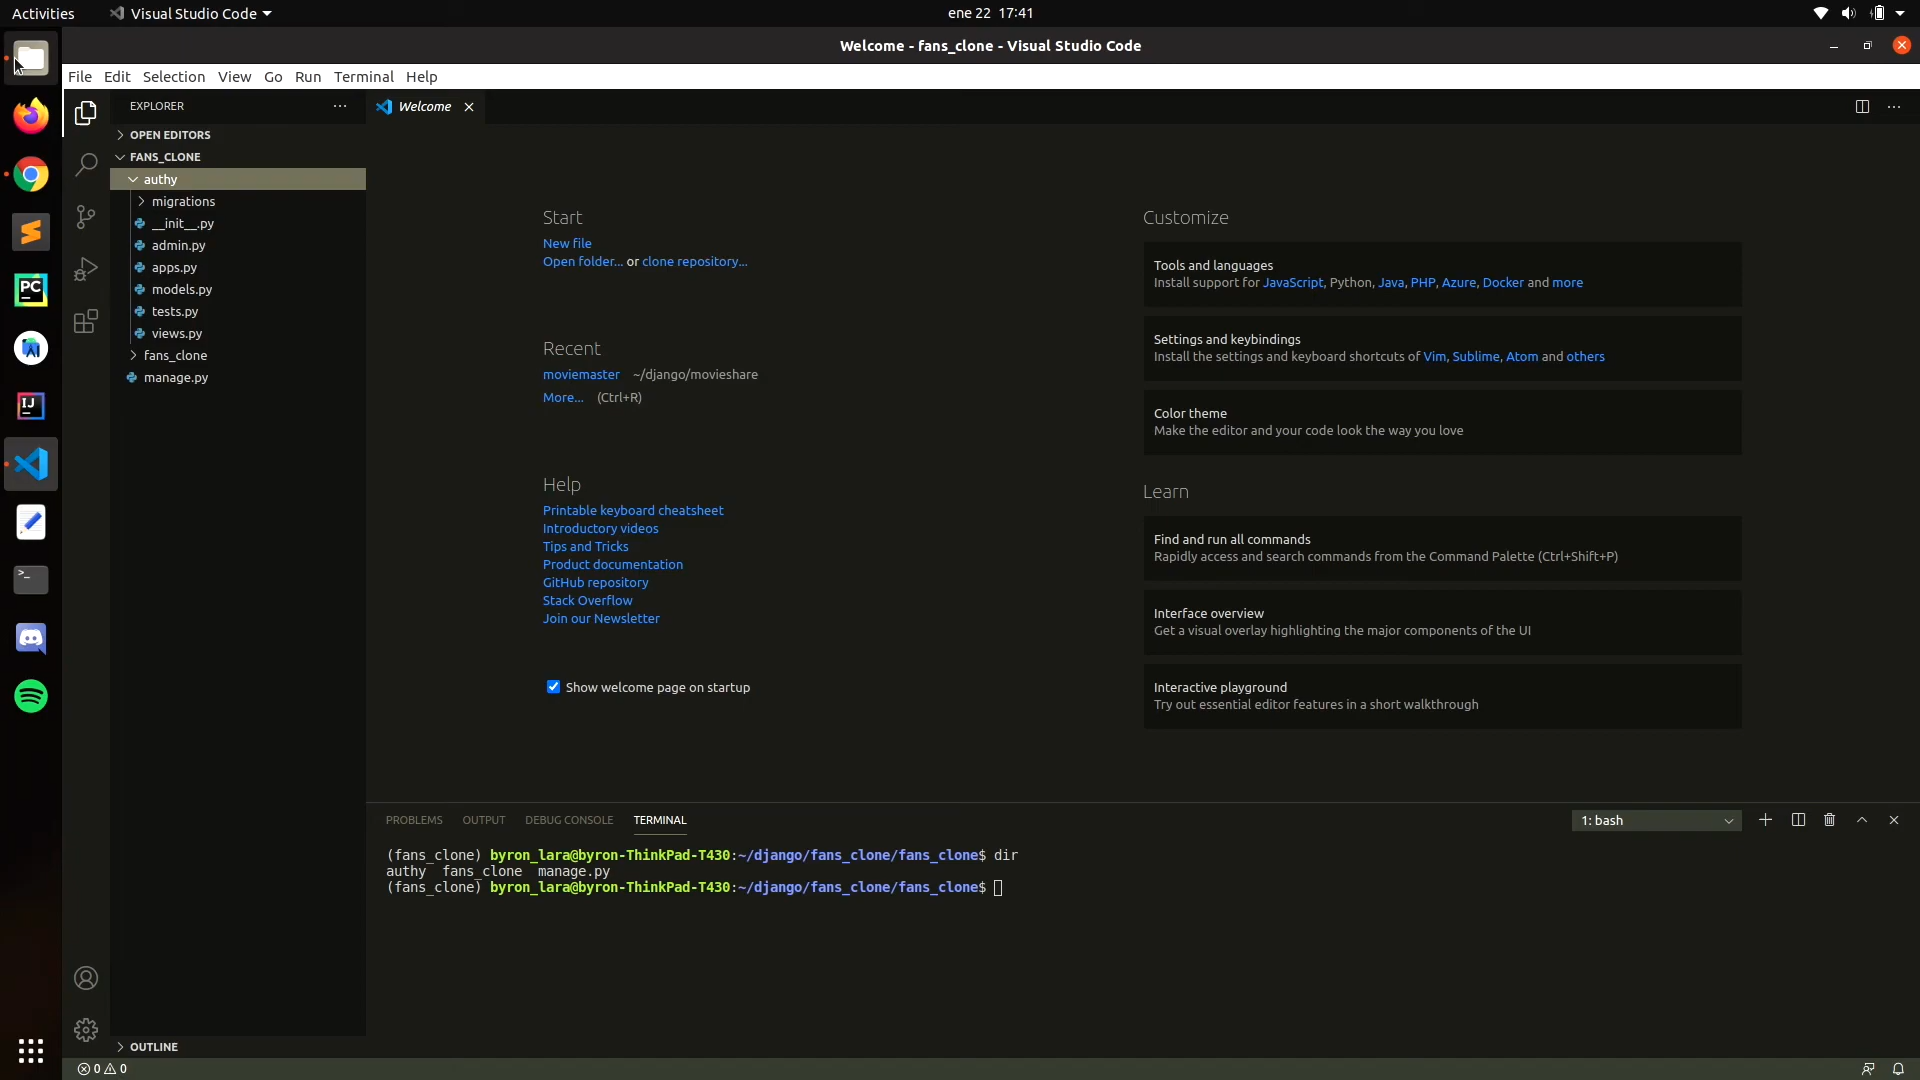 Activities
Visual Studio Code
ene 22 17:41
Welcome - fans_clone - Visual Studio Code
File Edit Selection View Go Run Terminal Help
EXPLORER
OPEN EDITORS
FANS_CLONE
authy
migrations
__init__.py
admin.py
apps.py
models.py
tests.py
views.py
fans_clone
manage.py
OUTLINE
Welcome
Start
New file
Open folder... or clone repository...
Recent
moviemaster ~/django/movieshare
More... (Ctrl+R)
Help
Printable keyboard cheatsheet
Introductory videos
Tips and Tricks
Product documentation
GitHub repository
Stack Overflow
Join our Newsletter
Show welcome page on startup
Customize
Tools and languages
Install support for JavaScript, Python, Java, PHP, Azure, Docker and more
Settings and keybindings
Install the settings and keyboard shortcuts of Vim, Sublime, Atom and others
Color theme
Make the editor and your code look the way you love
Learn
Find and run all commands
Rapidly access and search commands from the Command Palette (Ctrl+Shift+P)
Interface overview
Get a visual overlay highlighting the major components of the UI
Interactive playground
Try out essential editor features in a short walkthrough
PROBLEMS OUTPUT DEBUG CONSOLE TERMINAL
1: bash
(fans_clone) byron_lara@byron-ThinkPad-T430:~/django/fans_clone/fans_clone$ dir
authy fans_clone manage.py
(fans_clone) byron_lara@byron-ThinkPad-T430:~/django/fans_clone/fans_clone$
0 0
PC
IJ